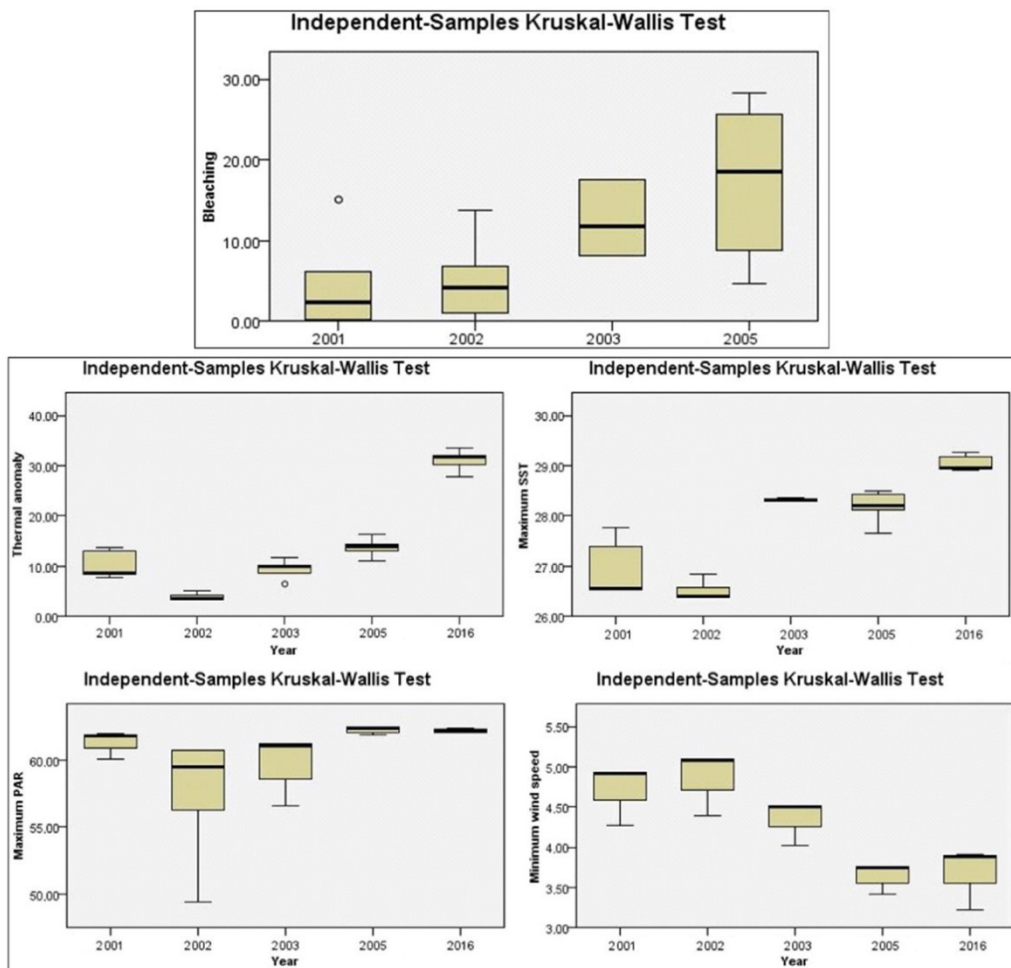 Independent-Samples Kruskal-Wallis Test
30.00
20.00
10.00
0.00
Bleaching
2001 2002 2003 2005
Independent-Samples Kruskal-Wallis Test
40.00
30.00
20.00
10.00
0.00
Thermal anomaly
2001 2002 2003 2005 2016
Year
Independent-Samples Kruskal-Wallis Test
30.00
29.00
28.00
27.00
26.00
Maximum SST
2001 2002 2003 2005 2016
Year
Independent-Samples Kruskal-Wallis Test
60.00
55.00
50.00
Maximum PAR
2001 2002 2003 2005 2016
Year
Independent-Samples Kruskal-Wallis Test
5.50
5.00
4.50
4.00
3.50
3.00
Minimum wind speed
2001 2002 2003 2005 2016
Year